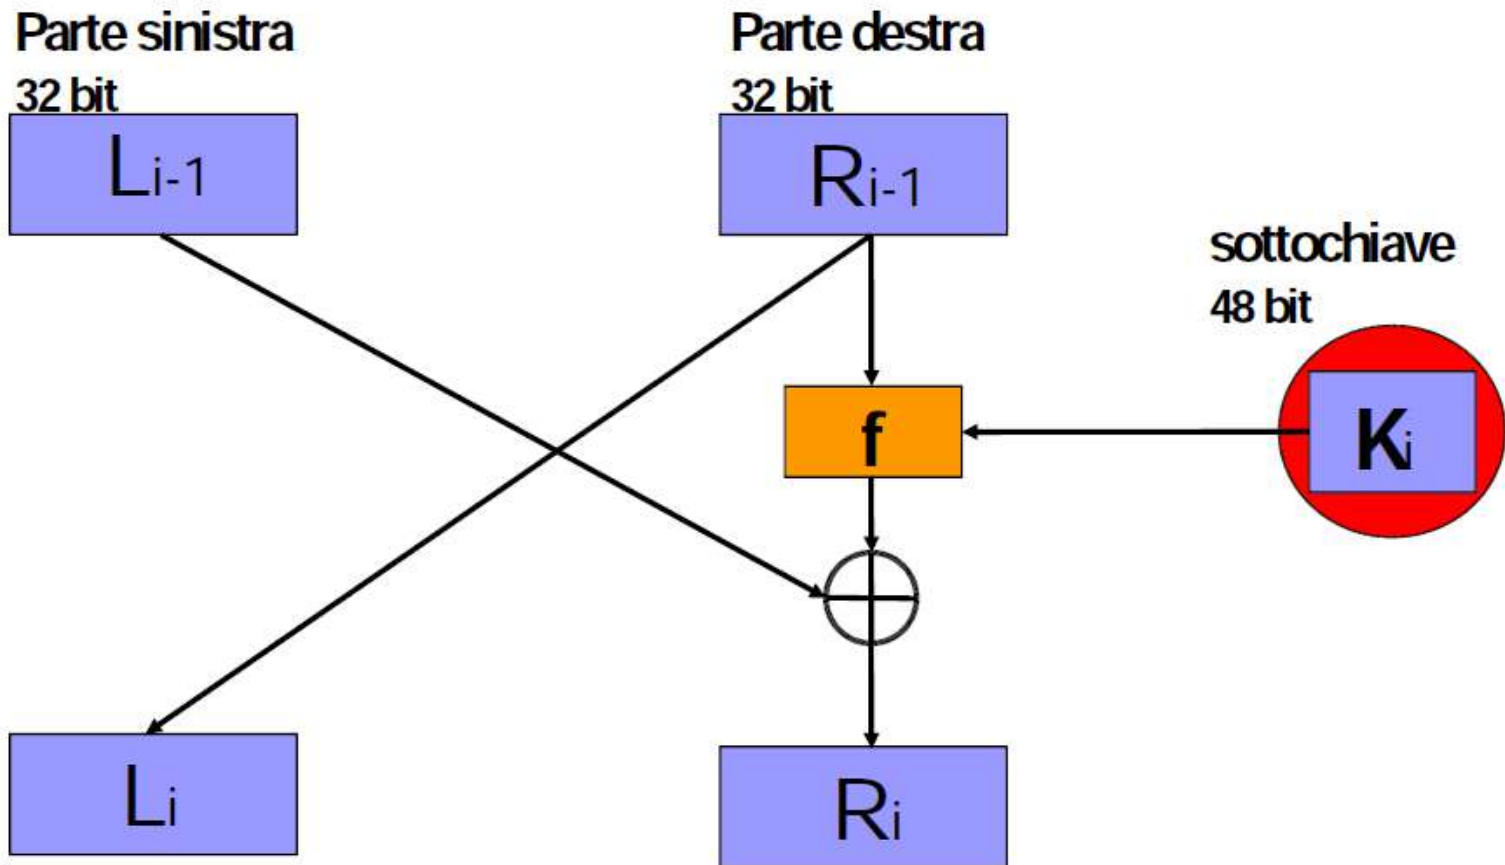 Parte sinistra
32 bit
Parte destra
32 bit
Li-1
Ri-1
sottochiave
48 bit
f
Ki
Li
Ri